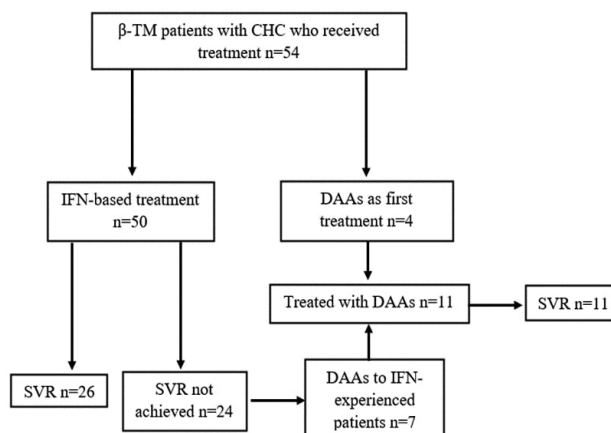 β-TM patients with CHC who received
treatment n=54
IFN-based treatment
n=50
DAAs as first
treatment n=4
Treated with DAAs n=11
SVR n=11
SVR n=26
SVR not
achieved n=24
DAAs to IFN-
experienced
patients n=7